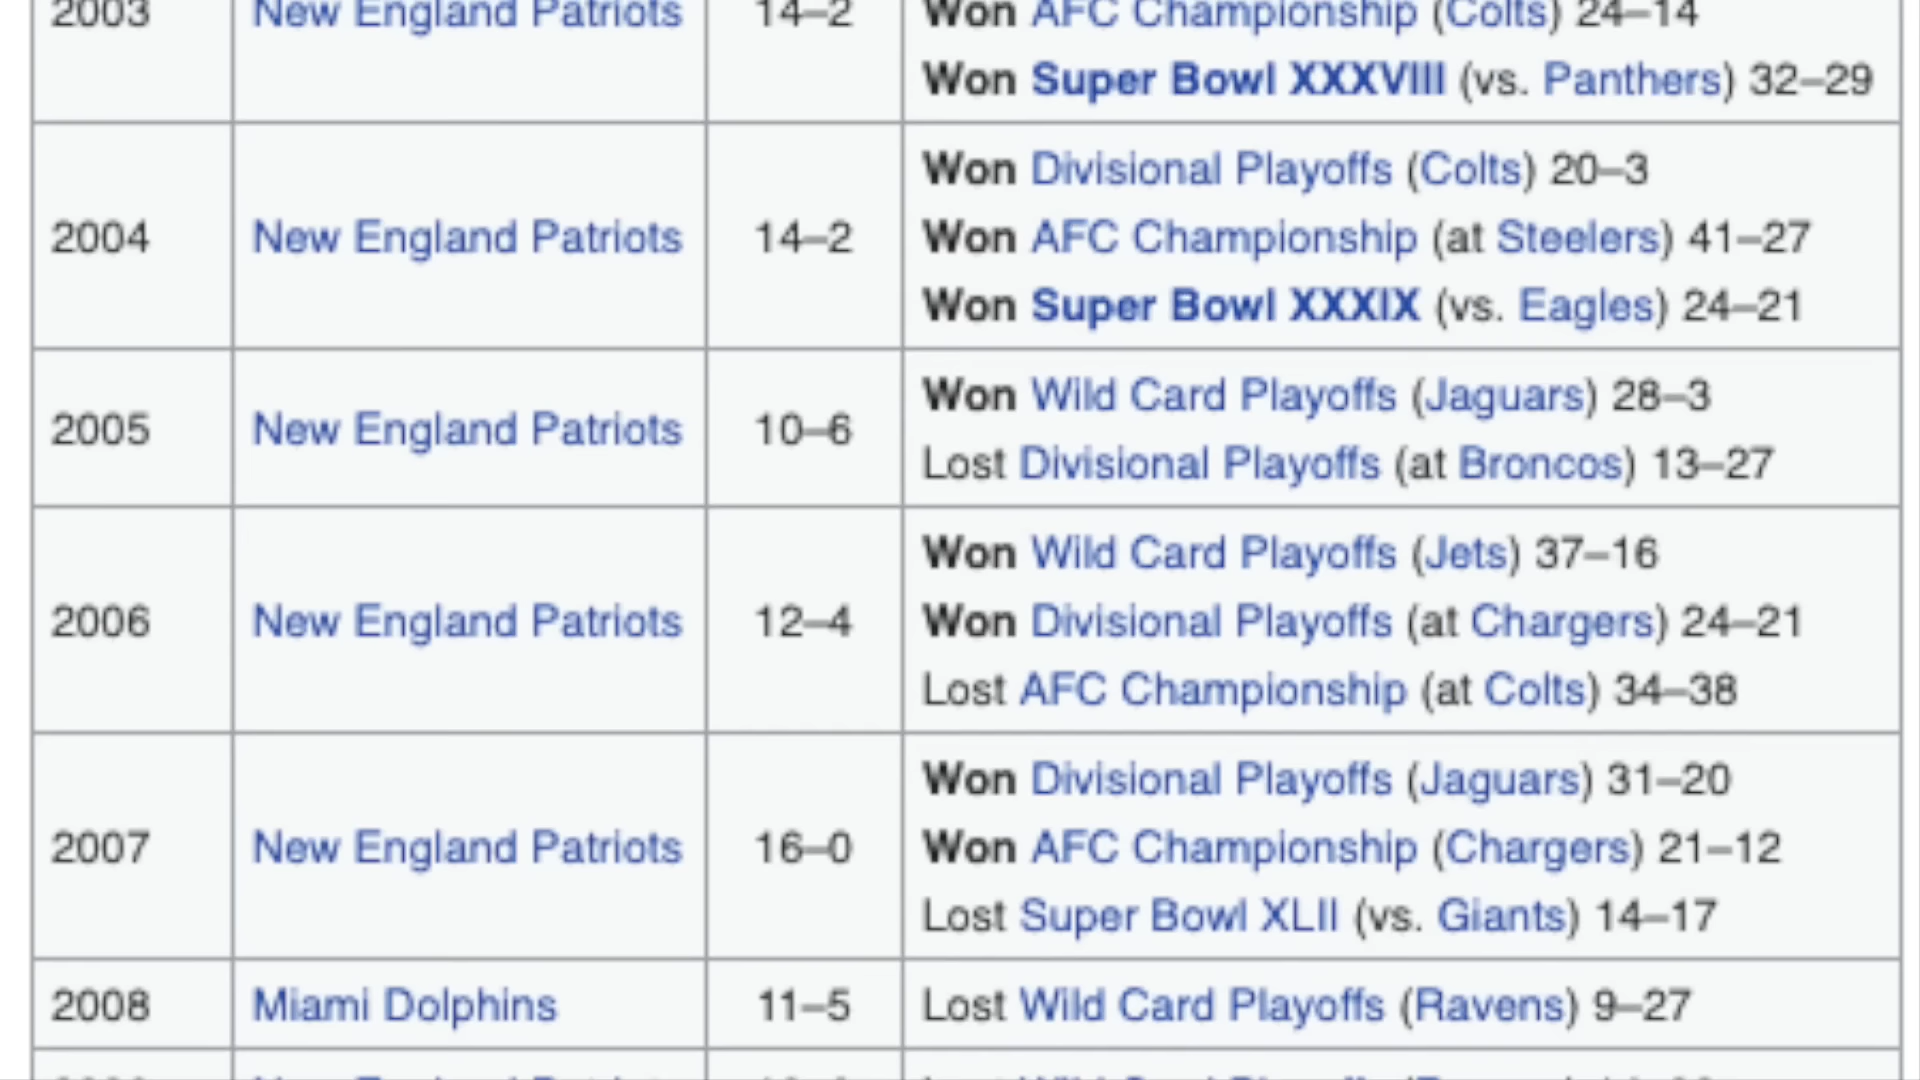 2003 New England Patriots 14–2 Won AFC Championship (Colts) 24–14
Won Super Bowl XXXVIII (vs. Panthers) 32–29
Won Divisional Playoffs (Colts) 20–3
2004 New England Patriots 14–2 Won AFC Championship (at Steelers) 41–27
Won Super Bowl XXXIX (vs. Eagles) 24–21
Won Wild Card Playoffs (Jaguars) 28–3
2005 New England Patriots 10–6
Lost Divisional Playoffs (at Broncos) 13–27
Won Wild Card Playoffs (Jets) 37–16
2006 New England Patriots 12–4 Won Divisional Playoffs (at Chargers) 24–21
Lost AFC Championship (at Colts) 34–38
Won Divisional Playoffs (Jaguars) 31–20
2007 New England Patriots 16–0 Won AFC Championship (Chargers) 21–12
Lost Super Bowl XLII (vs. Giants) 14–17
2008 Miami Dolphins 11–5 Lost Wild Card Playoffs (Ravens) 9–27